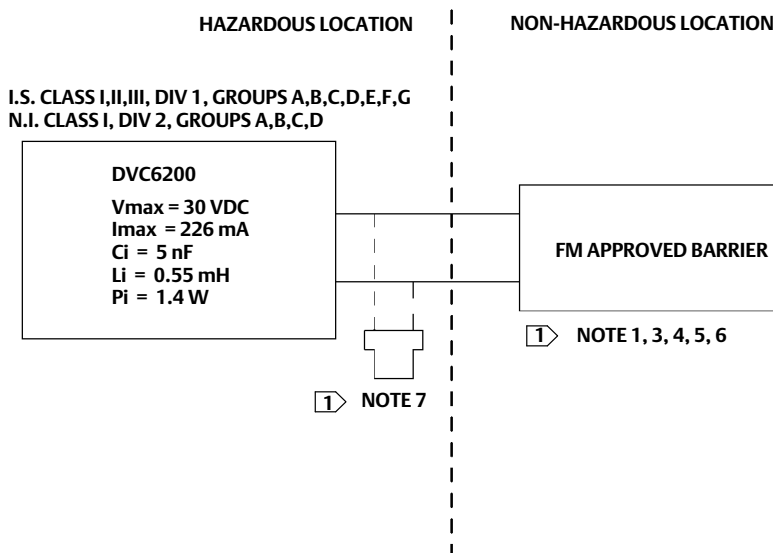 HAZARDOUS LOCATION
NON-HAZARDOUS LOCATION
I.S. CLASS I,II,III, DIV 1, GROUPS A,B,C,D,E,F,G
N.I. CLASS I, DIV 2, GROUPS A,B,C,D
DVC6200
Vmax = 30 VDC
Imax = 226 mA
Ci = 5 nF
Li = 0.55 mH
Pi = 1.4 W
FM APPROVED BARRIER
1 NOTE 1, 3, 4, 5, 6
1 NOTE 7